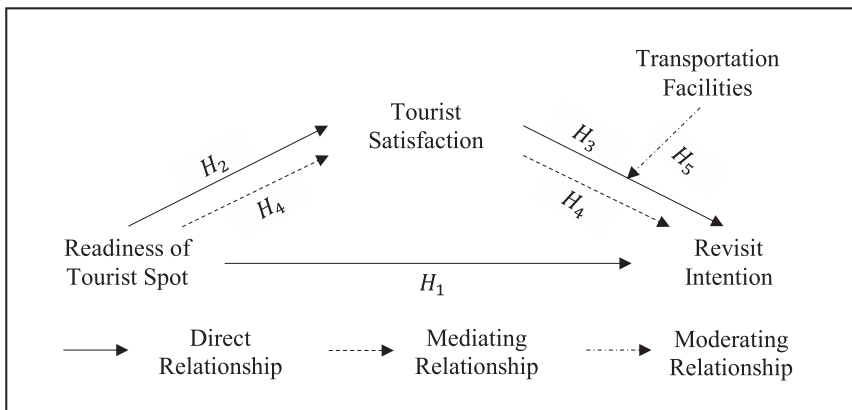 Transportation
Facilities
Tourist
Satisfaction
H₂
H₄
H₃
H₅
H₄
Readiness of
Tourist Spot
Revisit
Intention
H₁
Direct
Relationship
Mediating
Relationship
Moderating
Relationship